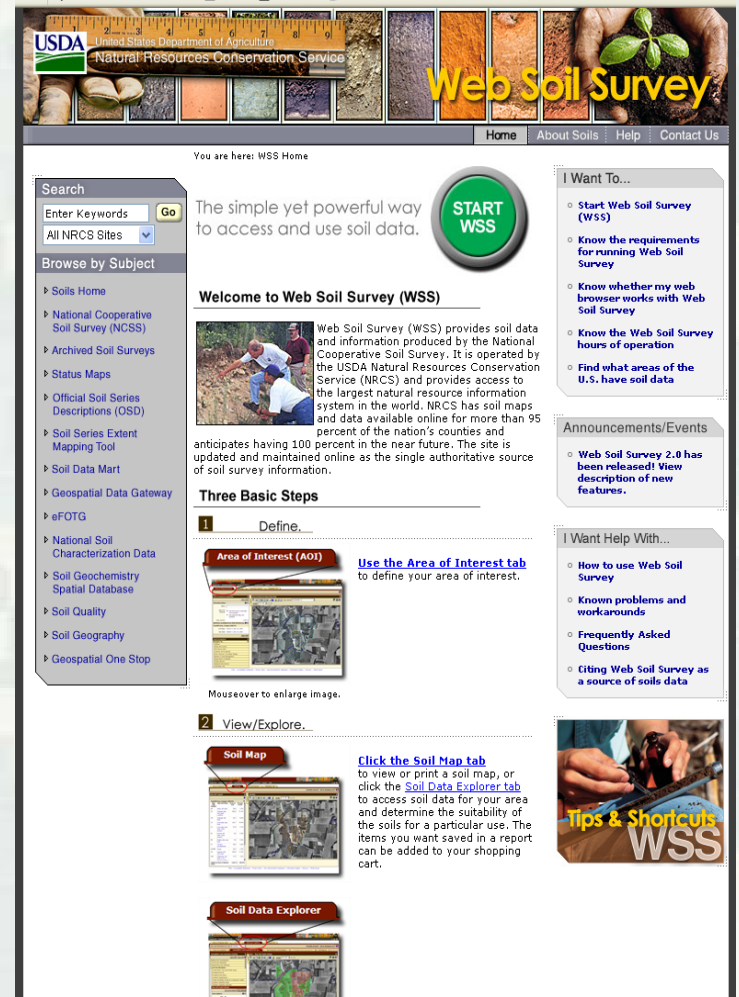 USDA
United States Department of Agriculture
Natural Resources Conservation Service
Web Soil Survey
Home
About Soils
Help
Contact Us
You are here: WSS Home
Search
Enter Keywords
Go
All NRCS Sites
Browse by Subject
Soils Home
National Cooperative
Soil Survey (NCSS)
Archived Soil Surveys
Status Maps
Official Soil Series
Descriptions (OSD)
Soil Series Extent
Mapping Tool
Soil Data Mart
Geospatial Data Gateway
eFOTG
National Soil
Characterization Data
Soil Geochemistry
Spatial Database
Soil Quality
Soil Geography
Geospatial One Stop
The simple yet powerful way
to access and use soil data.
START
WSS
Welcome to Web Soil Survey (WSS)
Web Soil Survey (WSS) provides soil data
and information produced by the National
Cooperative Soil Survey. It is operated by
the USDA Natural Resources Conservation
Service (NRCS) and provides access to
the largest natural resource information
system in the world. NRCS has soil maps
and data available online for more than 95
percent of the nation's counties and
anticipates having 100 percent in the near future. The site is
updated and maintained online as the single authoritative source
of soil survey information.
Three Basic Steps
1
Define.
Area of Interest (AOI)
Use the Area of Interest tab
to define your area of interest.
Mouseover to enlarge image.
2
View/Explore.
Soil Map
Click the Soil Map tab
to view or print a soil map, or
click the Soil Data Explorer tab
to access soil data for your area
and determine the suitability of
the soils for a particular use. The
items you want saved in a report
can be added to your shopping
cart.
Soil Data Explorer
I Want To...
Start Web Soil Survey
(WSS)
Know the requirements
for running Web Soil
Survey
Know whether my web
browser works with Web
Soil Survey
Know the Web Soil Survey
hours of operation
Find what areas of the
U.S. have soil data
Announcements/Events
Web Soil Survey 2.0 has
been released! View
description of new
features.
I Want Help With...
How to use Web Soil
Survey
Known problems and
workarounds
Frequently Asked
Questions
Citing Web Soil Survey as
a source of soils data
Tips & Shortcuts
WSS